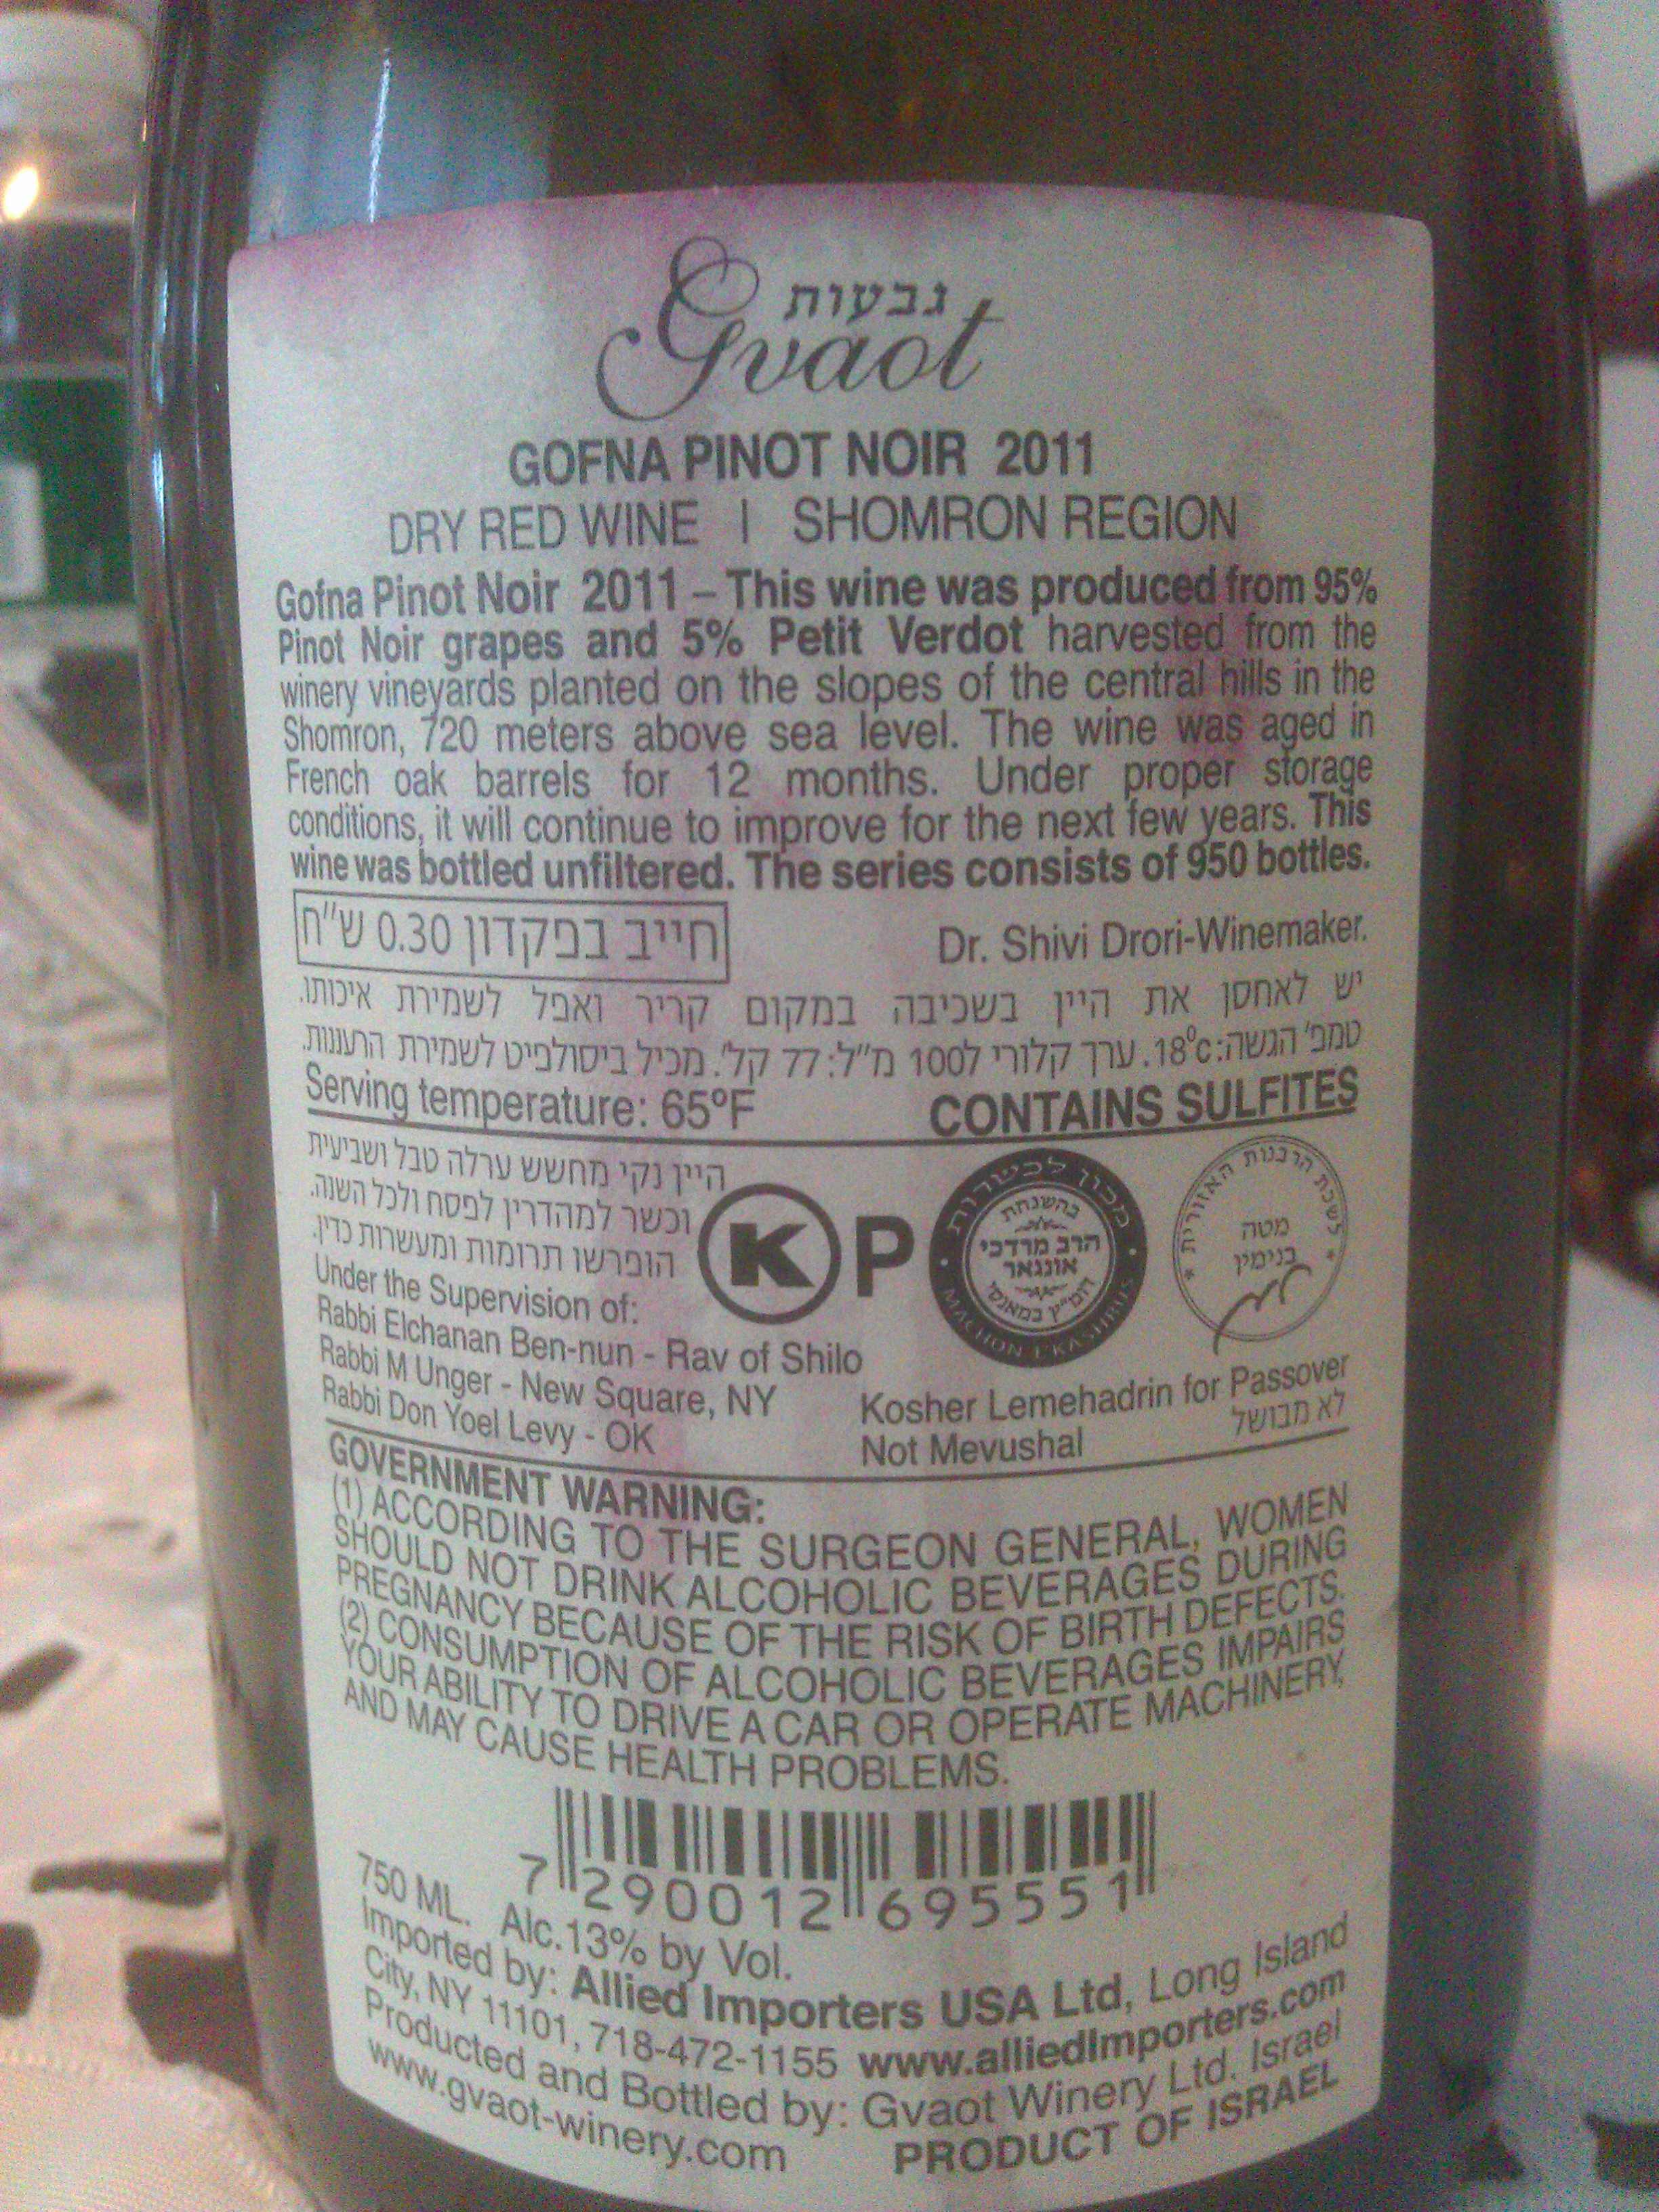 גבעות
Gvaot
GOFNA PINOT NOIR 2011
DRY RED WINE | SHOMRON REGION
Gofna Pinot Noir 2011 – This wine was produced from 95%
Pinot Noir grapes and 5% Petit Verdot harvested from the
winery vineyards planted on the slopes of the central hills in the
Shomron, 720 meters above sea level. The wine was aged in
French oak barrels for 12 months. Under proper storage
conditions, it will continue to improve for the next few years. This
wine was bottled unfiltered. The series consists of 950 bottles.
חייב בפקדון 0.30 ש"ח
Dr. Shivi Drori-Winemaker.
יש לאחסן את היין בשכיבה במקום קריר ואפל לשמירת איכותו.
טמפ' הגשה: 18°c. ערך קלורי ל100 מ"ל: 77 קל'. מכיל ביסולפיט לשמירת הרעננות.
Serving temperature: 65°F
CONTAINS SULFITES
היין נקי מחשש ערלה טבל ושביעית
וכשר למהדרין לפסח ולכל השנה.
הופרשו תרומות ומעשרות כדין.
K P
מכון לכשרות
בהשגחת
הרב מרדכי
אונגאר
דומ"ץ במאנסי
MACHON L'KASHRUS
לשכת הרבנות האזורית
מטה
בנימין
Under the Supervision of:
Rabbi Elchanan Ben-nun - Rav of Shilo
Rabbi M Unger - New Square, NY
Rabbi Don Yoel Levy - OK
Kosher Lemehadrin for Passover
Not Mevushal
לא מבושל
GOVERNMENT WARNING:
(1) ACCORDING TO THE SURGEON GENERAL, WOMEN
SHOULD NOT DRINK ALCOHOLIC BEVERAGES DURING
PREGNANCY BECAUSE OF THE RISK OF BIRTH DEFECTS.
(2) CONSUMPTION OF ALCOHOLIC BEVERAGES IMPAIRS
YOUR ABILITY TO DRIVE A CAR OR OPERATE MACHINERY,
AND MAY CAUSE HEALTH PROBLEMS.
7 290012 695551
750 ML. Alc.13% by Vol.
Imported by: Allied Importers USA Ltd, Long Island
City, NY 11101, 718-472-1155 www.alliedImporters.com
Producted and Bottled by: Gvaot Winery Ltd. Israel
www.gvaot-winery.com
PRODUCT OF ISRAEL